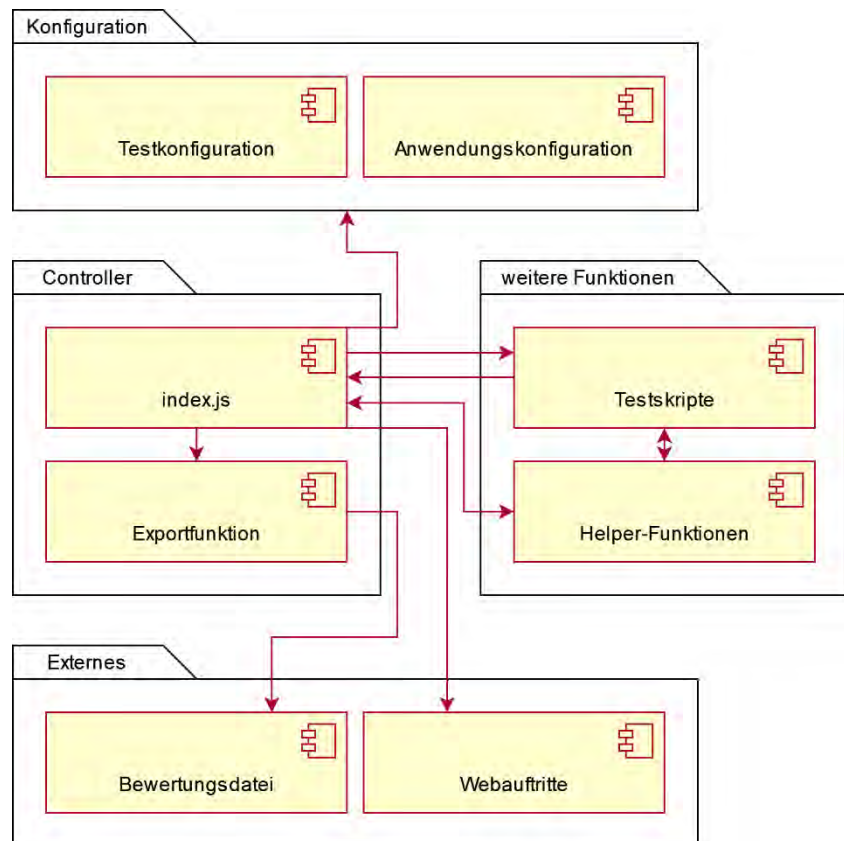 Konfiguration
Testkonfiguration
Anwendungskonfiguration
Controller
weitere Funktionen
index.js
Testskripte
Exportfunktion
Helper-Funktionen
Externes
Bewertungsdatei
Webauftritte